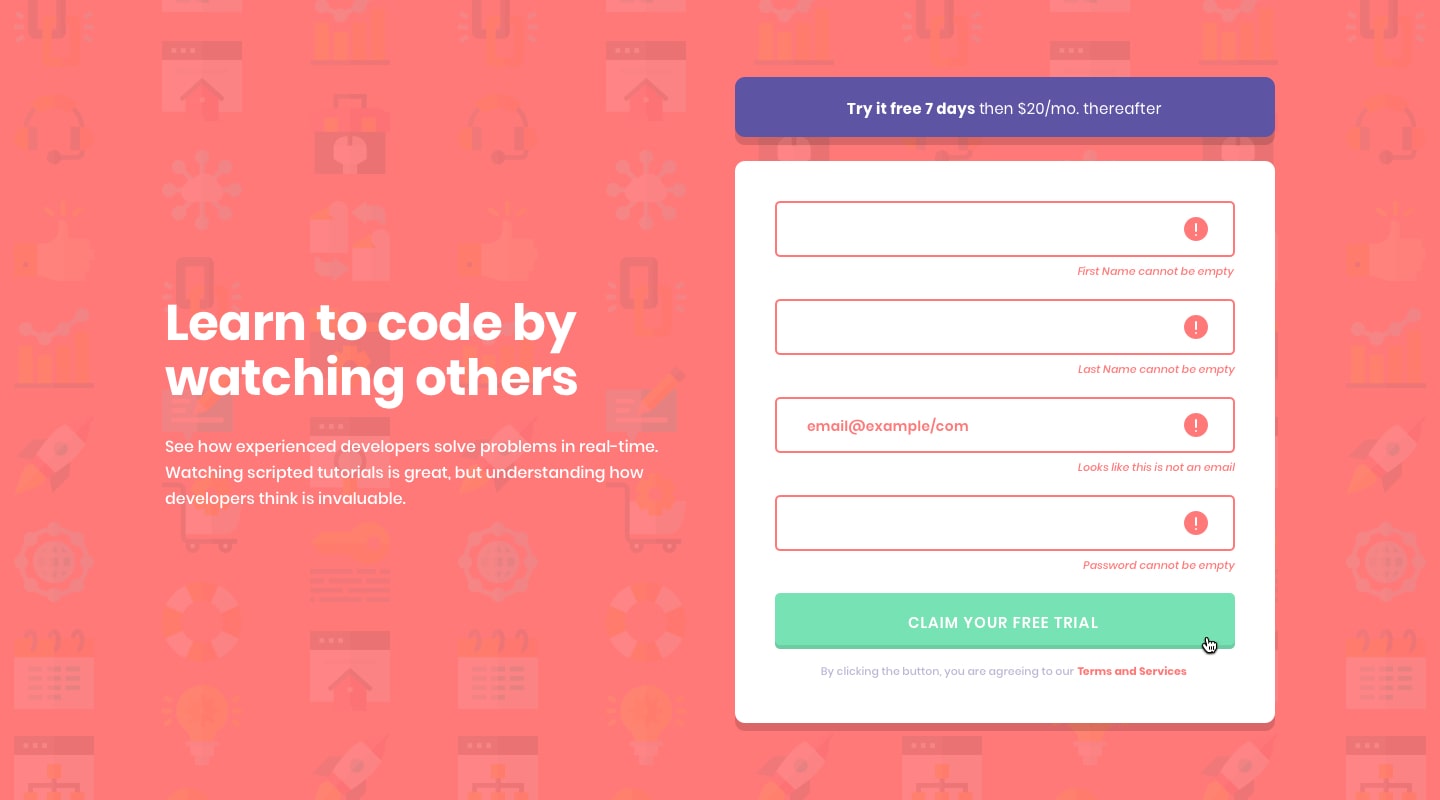 Learn to code by
watching others
See how experienced developers solve problems in real-time.
Watching scripted tutorials is great, but understanding how
developers think is invaluable.
Try it free 7 days then $20/mo. thereafter
!
First Name cannot be empty
!
Last Name cannot be empty
email@example/com !
Looks like this is not an email
!
Password cannot be empty
CLAIM YOUR FREE TRIAL
By clicking the button, you are agreeing to our Terms and Services